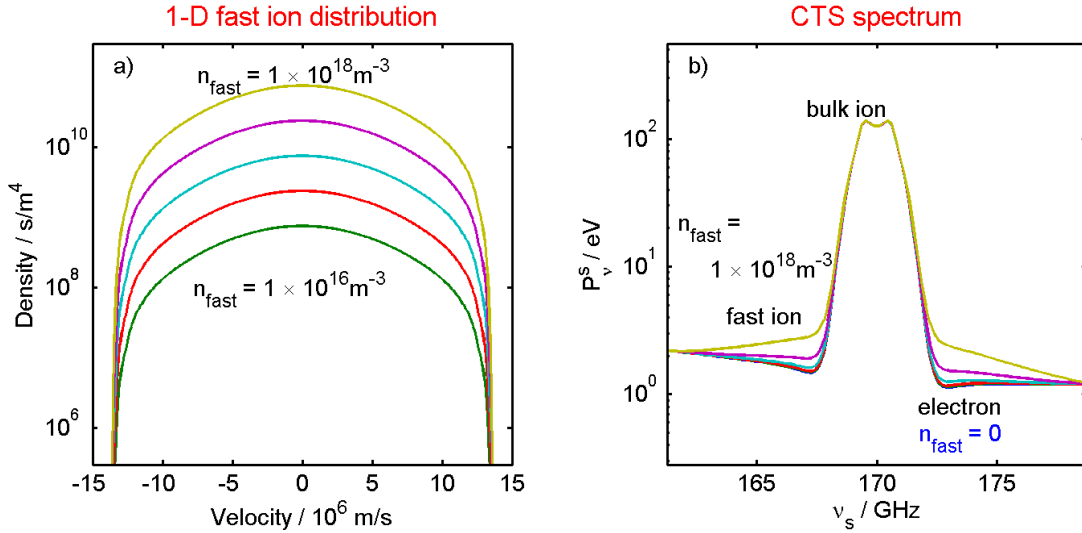 1-D fast ion distribution
a)
n_fast = 1 × 10^18 m^-3
n_fast = 1 × 10^16 m^-3
10^10
10^8
10^6
Density / s/m^4
-15
-10
-5
0
5
10
15
Velocity / 10^6 m/s
CTS spectrum
b)
bulk ion
n_fast =
1 × 10^18 m^-3
fast ion
electron
n_fast = 0
10^2
10^1
10^0
P_ν^s / eV
165
170
175
ν_s / GHz